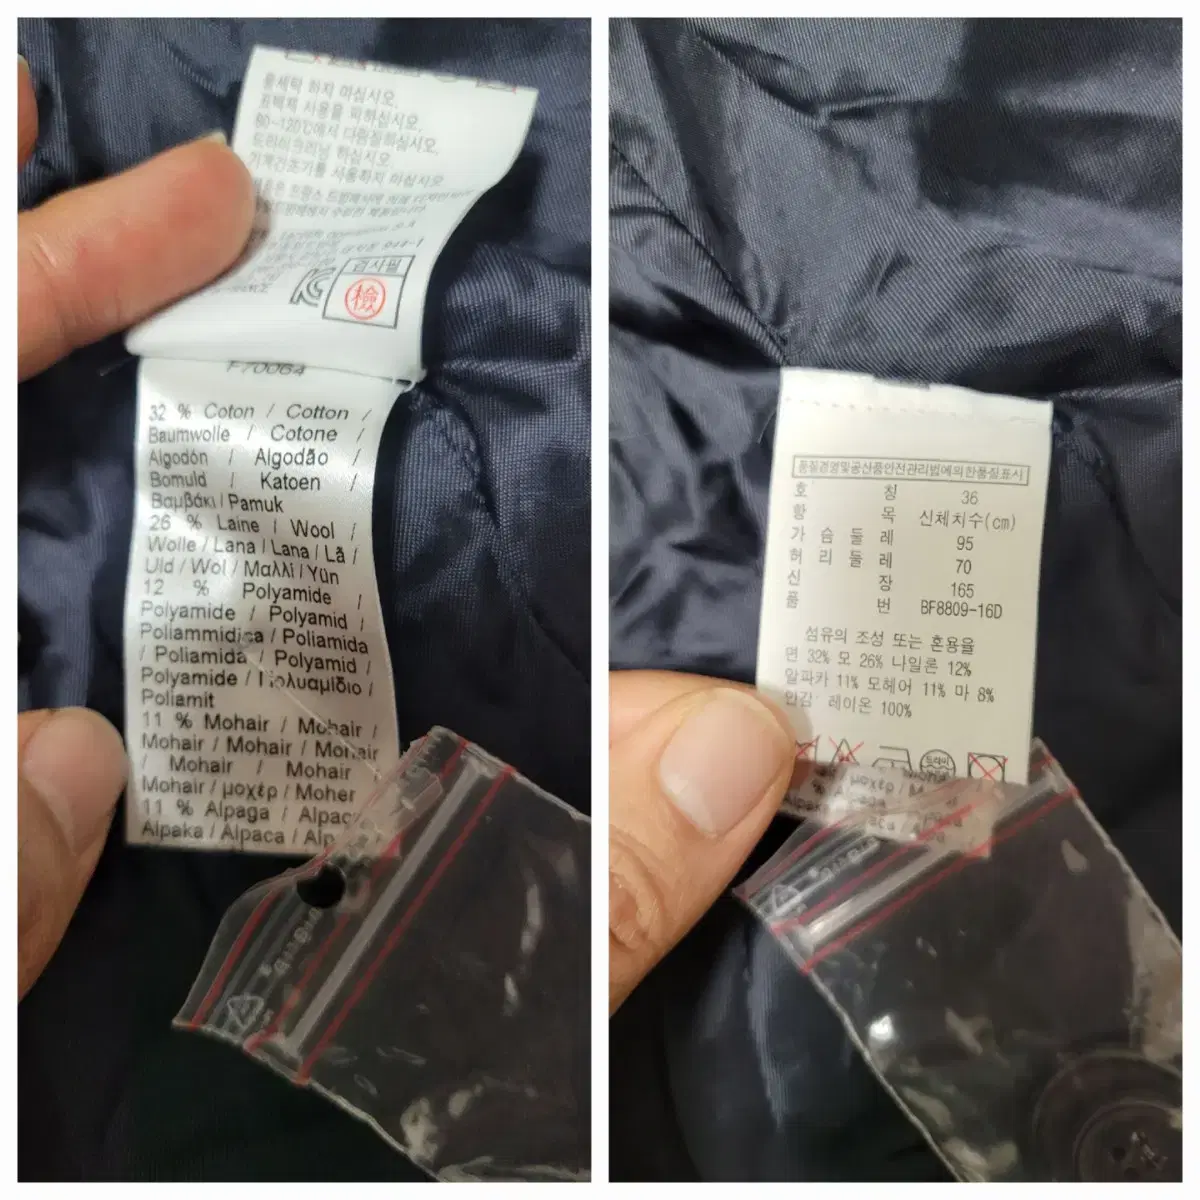 물세탁 하지 마십시오.
표백제 사용을 피하십시오.
80-120℃에서 다림질하십시오.
드라이크리닝 하십시오.
기계건조기를 사용하지 마십시오
검사필
檢
F70064
32 % Coton / Cotton /
Baumwolle / Cotone /
Algodón / Algodão /
Bomuld / Katoen /
Βαμβάκι / Pamuk
26 % Laine / Wool /
Wolle / Lana / Lana / Lã /
Uld / Wol / Μαλλί / Yün
12 % Polyamide /
Polyamide / Polyamid /
Poliammidica / Poliamida
/ Poliamida / Polyamid /
Polyamide / Πολυαμίδιο /
Poliamit
11 % Mohair / Mohair /
Mohair / Mohair / Mohair
/ Mohair / Mohair
Mohair / μοχέρ / Moher
11 % Alpaga / Alpaca
Alpaka / Alpaca / Alp
품질경영및공산품안전관리법에의한품질표시
호 칭 36
항 목 신체치수(cm)
가 슴 둘 레 95
허 리 둘 레 70
신 장 165
품 번 BF8809-16D
섬유의 조성 또는 혼용율
면 32% 모 26% 나일론 12%
알파카 11% 모헤어 11% 마 8%
안감: 레이온 100%
드라이